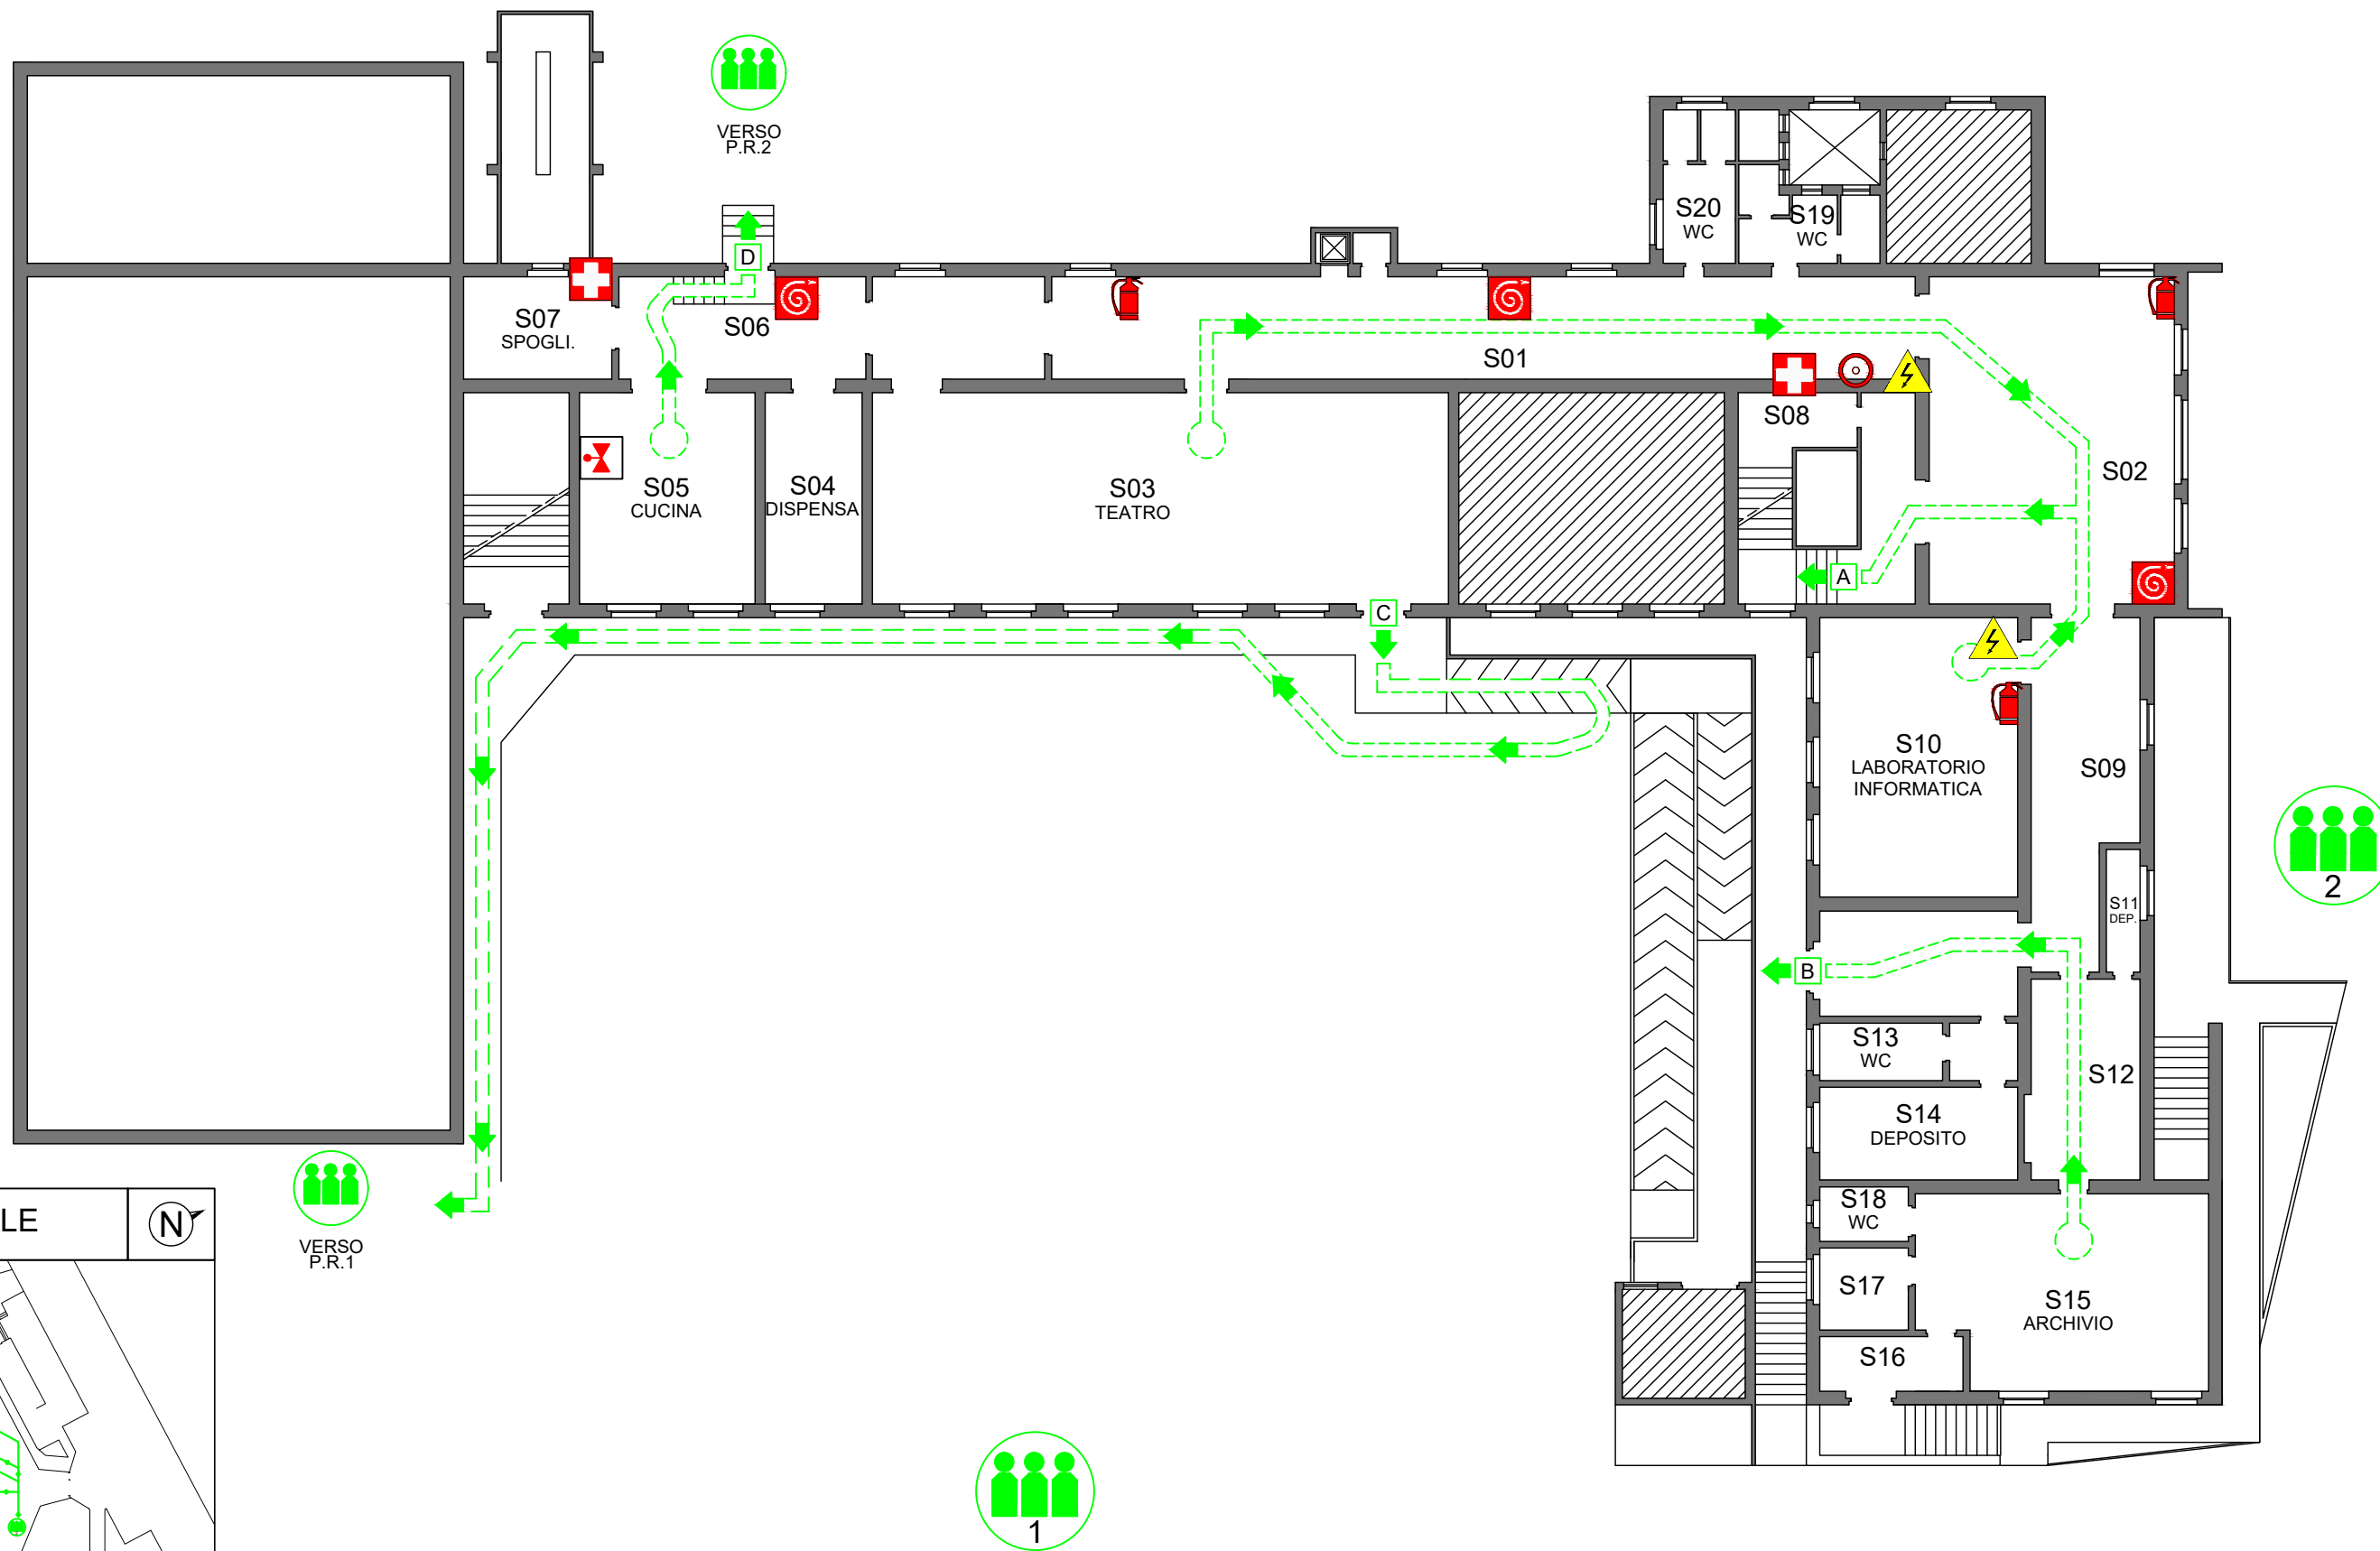 VERSO
P.R.2
D
S20
WC
S19
WC
S07
SPOGLI.
S06
S01
S08
S02
S05
CUCINA
S04
DISPENSA
S03
TEATRO
A
C
S10
LABORATORIO
INFORMATICA
S09
2
S11
DEP.
B
S13
WC
S12
S14
DEPOSITO
S18
WC
LE
N
VERSO
P.R.1
S17
S15
ARCHIVIO
S16
1